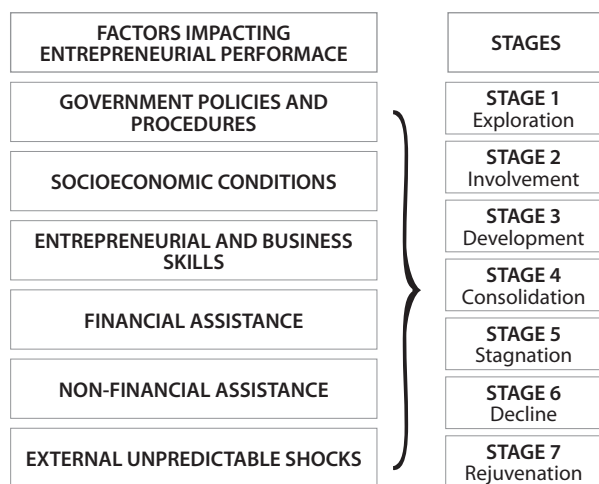 FACTORS IMPACTING
ENTREPRENEURIAL PERFORMACE
GOVERNMENT POLICIES AND
PROCEDURES
SOCIOECONOMIC CONDITIONS
ENTREPRENEURIAL AND BUSINESS
SKILLS
FINANCIAL ASSISTANCE
NON-FINANCIAL ASSISTANCE
EXTERNAL UNPREDICTABLE SHOCKS
STAGES
STAGE 1
Exploration
STAGE 2
Involvement
STAGE 3
Development
STAGE 4
Consolidation
STAGE 5
Stagnation
STAGE 6
Decline
STAGE 7
Rejuvenation